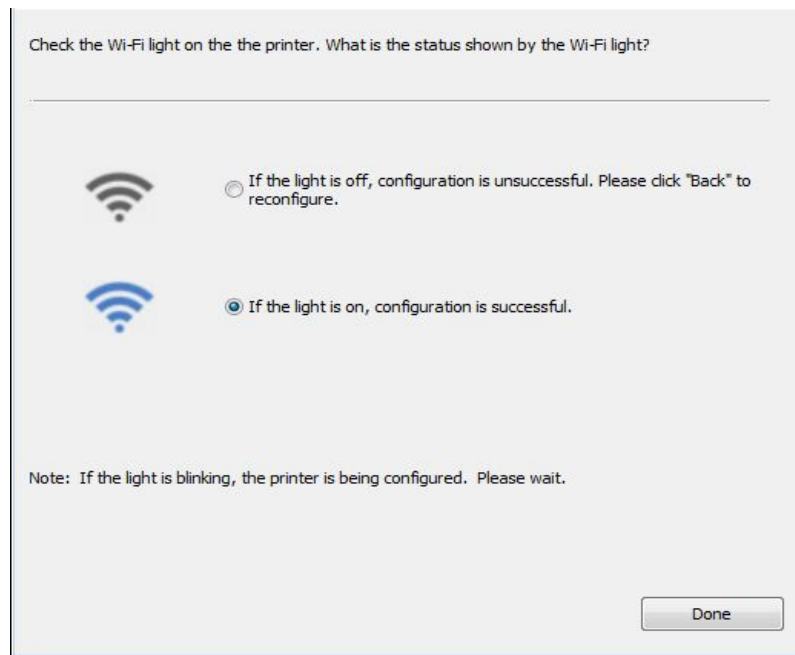 Check the Wi-Fi light on the the printer. What is the status shown by the Wi-Fi light?
If the light is off, configuration is unsuccessful. Please click "Back" to
reconfigure.
If the light is on, configuration is successful.
Note: If the light is blinking, the printer is being configured. Please wait.
Done